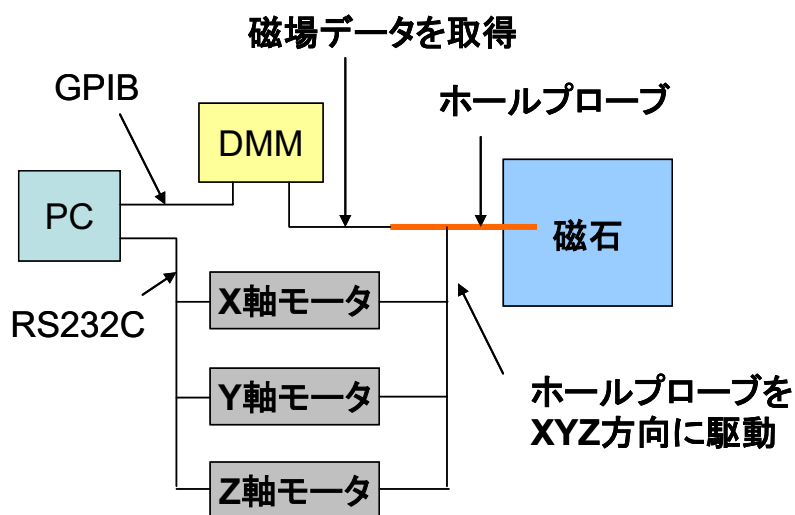 磁場データを取得
GPIB
ホールプローブ
DMM
PC
磁石
RS232C
X軸モータ
Y軸モータ
ホールプローブを
XYZ方向に駆動
Z軸モータ